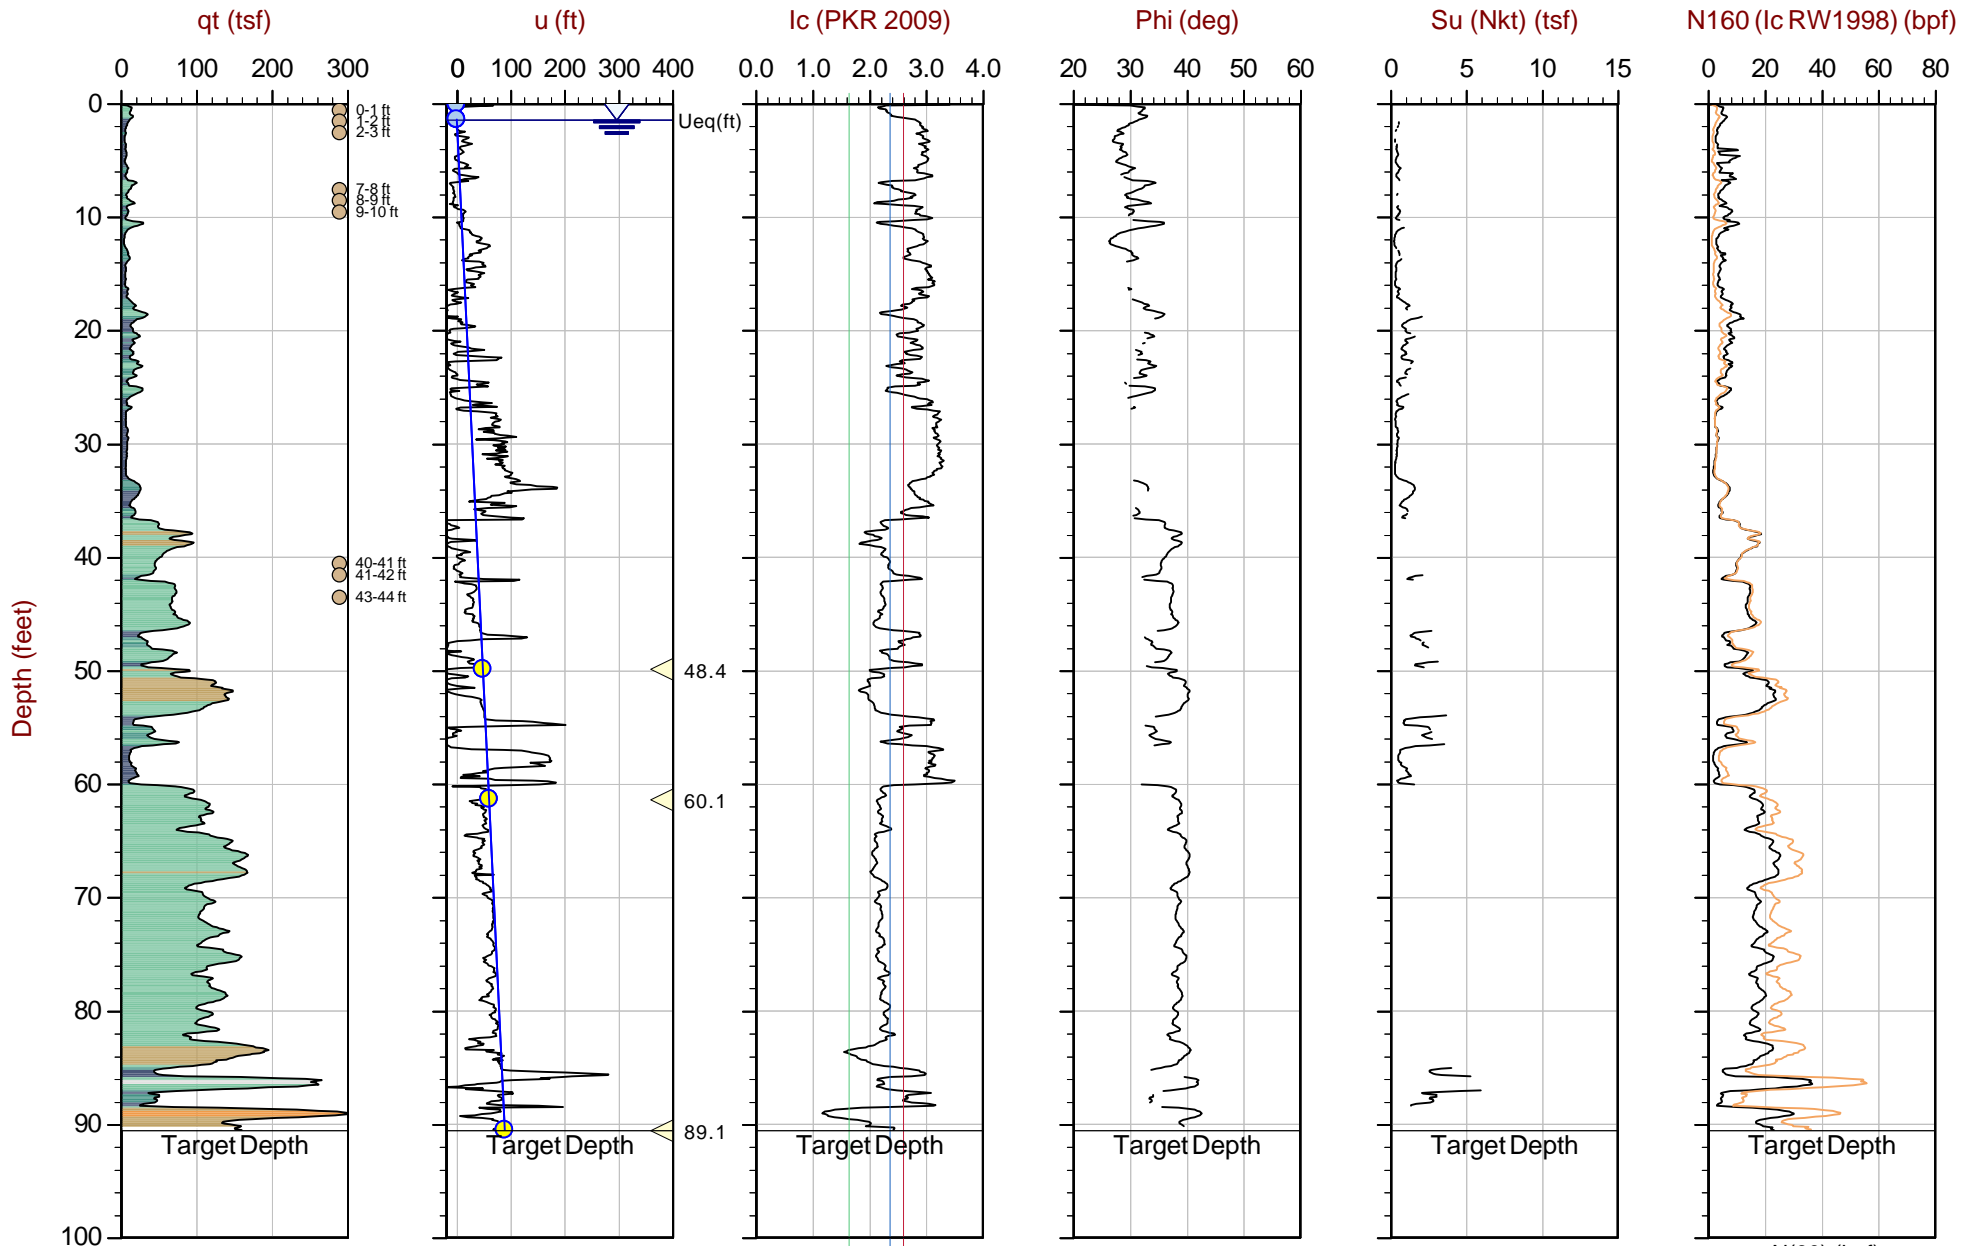 qt (tsf) u (ft) Ic (PKR 2009) Phi (deg) Su (Nkt) (tsf) N160 (Ic RW1998) (bpf)
0 100 200 300 0 100 200 300 400 0.0 1.0 2.0 3.0 4.0 20 30 40 50 60 0 5 10 15 0 20 40 60 80
0
0-1 ft
1-2 ft
Ueq(ft)
2-3 ft
7-8 ft
8-9 ft
9-10 ft
10
20
30
40
40-41 ft
41-42 ft
43-44 ft
Depth (feet)
50 48.4
60 60.1
70
80
90 89.1
Target Depth Target Depth Target Depth Target Depth Target Depth Target Depth
100